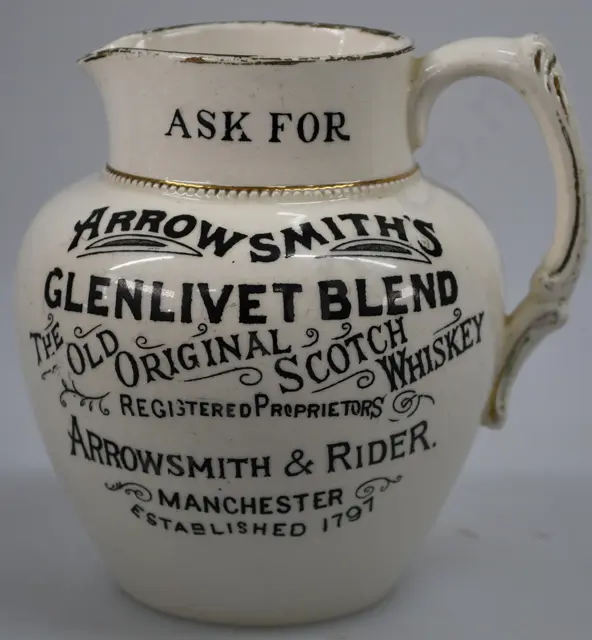 ASK FOR
ARROWSMITH'S
GLENLIVET BLEND
THE OLD ORIGINAL SCOTCH WHISKEY
REGISTERED PROPRIETORS
ARROWSMITH & RIDER.
MANCHESTER
ESTABLISHED 1797